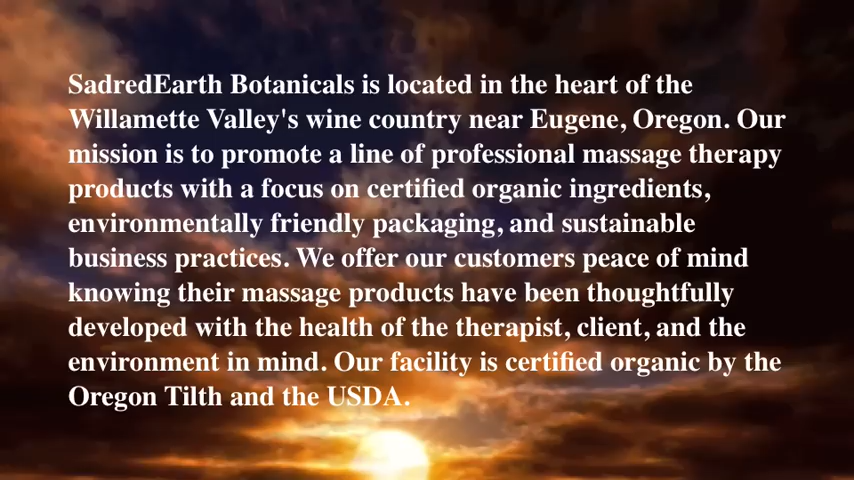 SadredEarth Botanicals is located in the heart of the
Willamette Valley's wine country near Eugene, Oregon. Our
mission is to promote a line of professional massage therapy
products with a focus on certified organic ingredients,
environmentally friendly packaging, and sustainable
business practices. We offer our customers peace of mind
knowing their massage products have been thoughtfully
developed with the health of the therapist, client, and the
environment in mind. Our facility is certified organic by the
Oregon Tilth and the USDA.